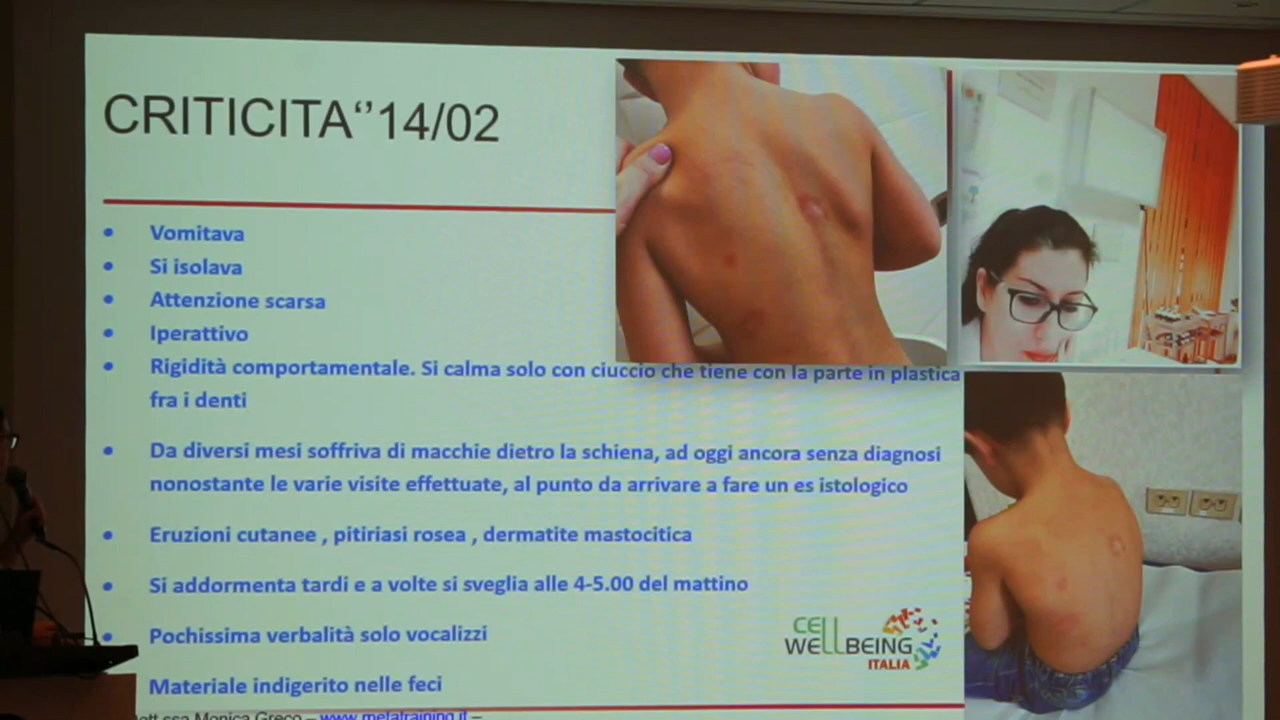 CRITICITA‘’14/02
• Vomitava
• Si isolava
• Attenzione scarsa
• Iperattivo
• Rigidità comportamentale. Si calma solo con ciuccio che tiene con la parte in plastica
fra i denti
• Da diversi mesi soffriva di macchie dietro la schiena, ad oggi ancora senza diagnosi
nonostante le varie visite effettuate, al punto da arrivare a fare un es istologico
• Eruzioni cutanee , pitiriasi rosea , dermatite mastocitica
• Si addormenta tardi e a volte si sveglia alle 4-5.00 del mattino
• Pochissima verbalità solo vocalizzi
CELL
WELLBEING
ITALIA
Materiale indigerito nelle feci
ott.ssa Monica Greco – www.metatraining.it –